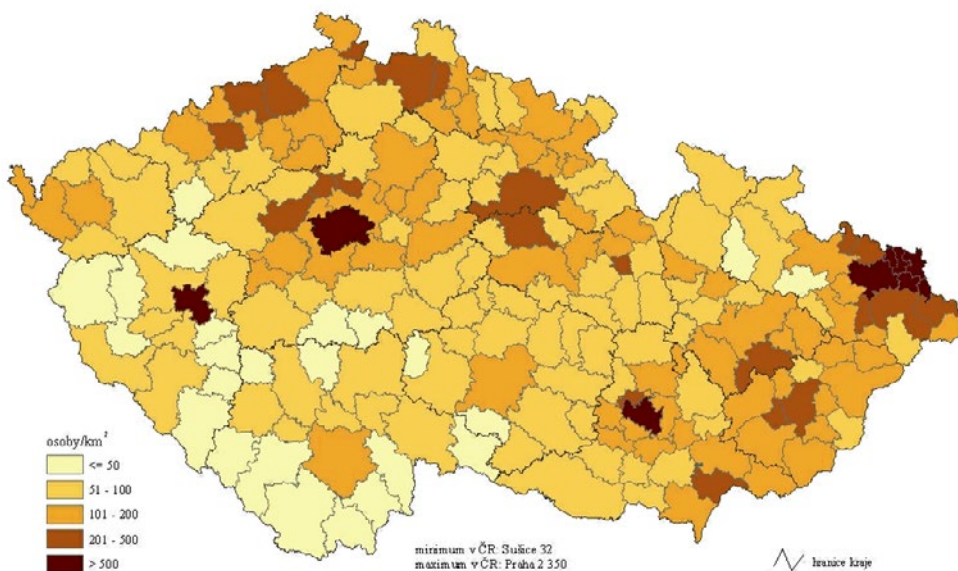 osoby/km²
<= 50
51 - 100
101 - 200
201 - 500
> 500
minimum v ČR: Sušice 32
maximum v ČR: Praha 2 350
hranice kraje